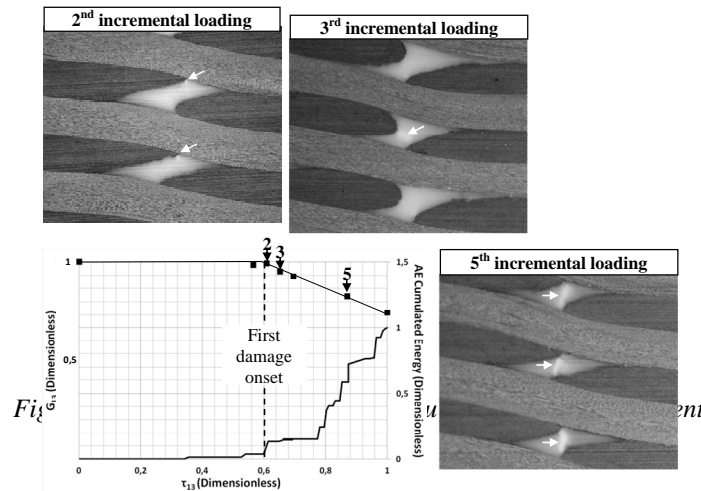 2nd incremental loading
3rd incremental loading
2
3
5
1
1,5
5th incremental loading
First
damage
onset
1
0,5
0,5
0
0
0,2
0,4
0,6
0,8
1
G13 (Dimensionless)
AE Cumulated Energy (Dimensionless)
τ13 (Dimensionless)
Fig